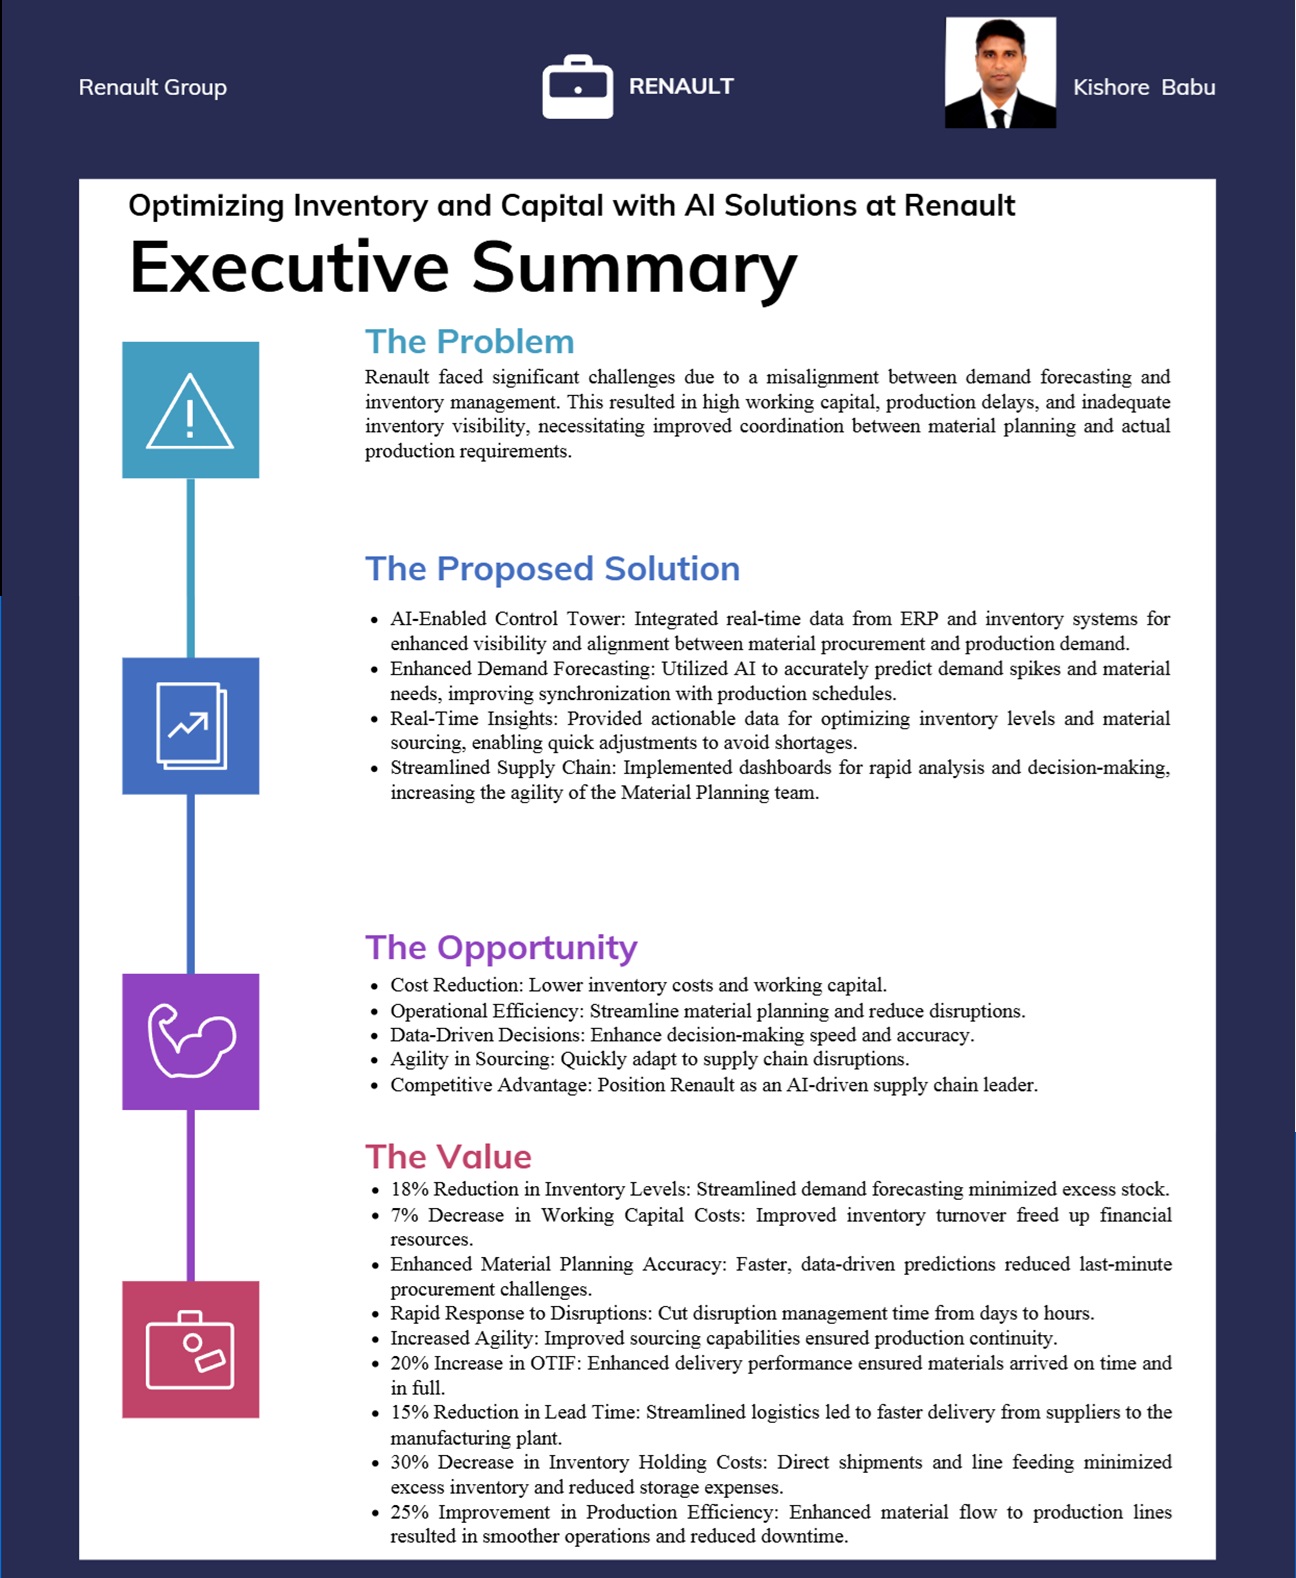 Renault Group
RENAULT
Kishore Babu
Optimizing Inventory and Capital with AI Solutions at Renault
Executive Summary
The Problem
Renault faced significant challenges due to a misalignment between demand forecasting and
inventory management. This resulted in high working capital, production delays, and inadequate
inventory visibility, necessitating improved coordination between material planning and actual
production requirements.
The Proposed Solution
• AI-Enabled Control Tower: Integrated real-time data from ERP and inventory systems for
enhanced visibility and alignment between material procurement and production demand.
• Enhanced Demand Forecasting: Utilized AI to accurately predict demand spikes and material
needs, improving synchronization with production schedules.
• Real-Time Insights: Provided actionable data for optimizing inventory levels and material
sourcing, enabling quick adjustments to avoid shortages.
• Streamlined Supply Chain: Implemented dashboards for rapid analysis and decision-making,
increasing the agility of the Material Planning team.
The Opportunity
• Cost Reduction: Lower inventory costs and working capital.
• Operational Efficiency: Streamline material planning and reduce disruptions.
• Data-Driven Decisions: Enhance decision-making speed and accuracy.
• Agility in Sourcing: Quickly adapt to supply chain disruptions.
• Competitive Advantage: Position Renault as an AI-driven supply chain leader.
The Value
• 18% Reduction in Inventory Levels: Streamlined demand forecasting minimized excess stock.
• 7% Decrease in Working Capital Costs: Improved inventory turnover freed up financial
resources.
• Enhanced Material Planning Accuracy: Faster, data-driven predictions reduced last-minute
procurement challenges.
• Rapid Response to Disruptions: Cut disruption management time from days to hours.
• Increased Agility: Improved sourcing capabilities ensured production continuity.
• 20% Increase in OTIF: Enhanced delivery performance ensured materials arrived on time and
in full.
• 15% Reduction in Lead Time: Streamlined logistics led to faster delivery from suppliers to the
manufacturing plant.
• 30% Decrease in Inventory Holding Costs: Direct shipments and line feeding minimized
excess inventory and reduced storage expenses.
• 25% Improvement in Production Efficiency: Enhanced material flow to production lines
resulted in smoother operations and reduced downtime.